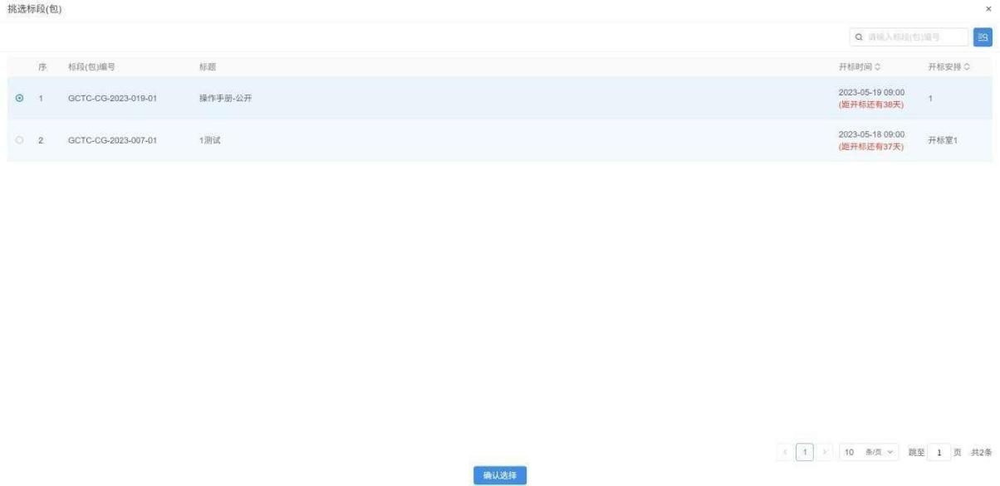 挑选标段(包)
请输入标段(包)编号
序 标段(包)编号 标题 开标时间 开标安排
1 GCTC-CG-2023-019-01 操作手册-公开 2023-05-19 09:00 1
(距开标还有38天)
2 GCTC-CG-2023-007-01 1测试 2023-05-18 09:00 开标室1
(距开标还有37天)
1 10 条/页 跳至 1 页 共2条
确认选择